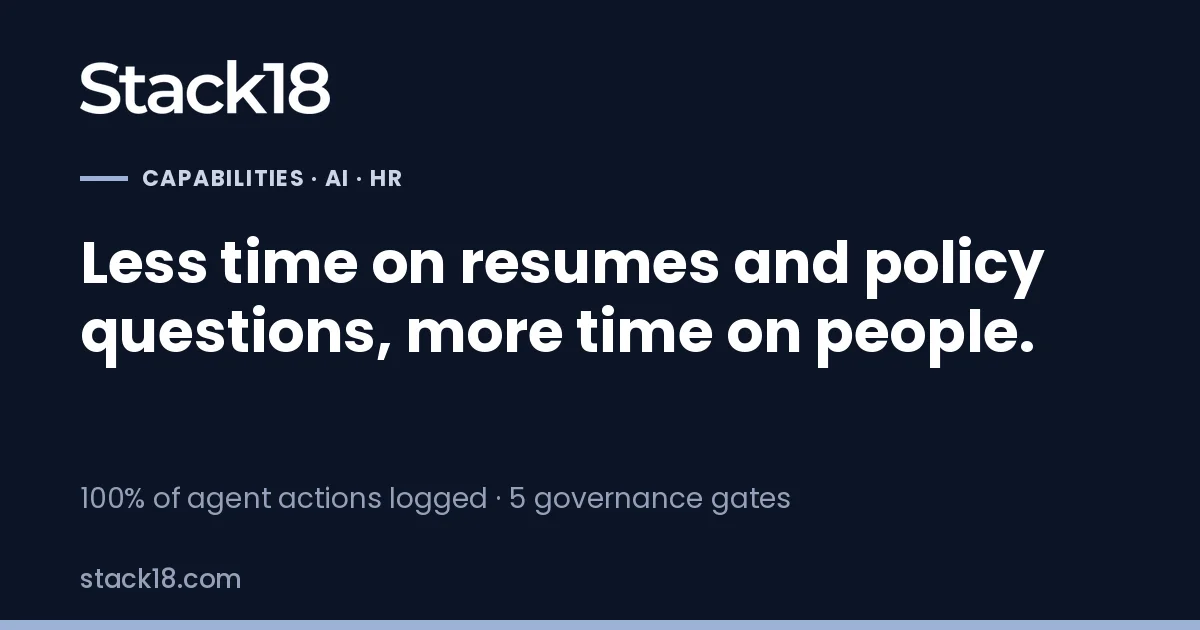 Stack18
CAPABILITIES · AI · HR
Less time on resumes and policy
questions, more time on people.
100% of agent actions logged · 5 governance gates
stack18.com